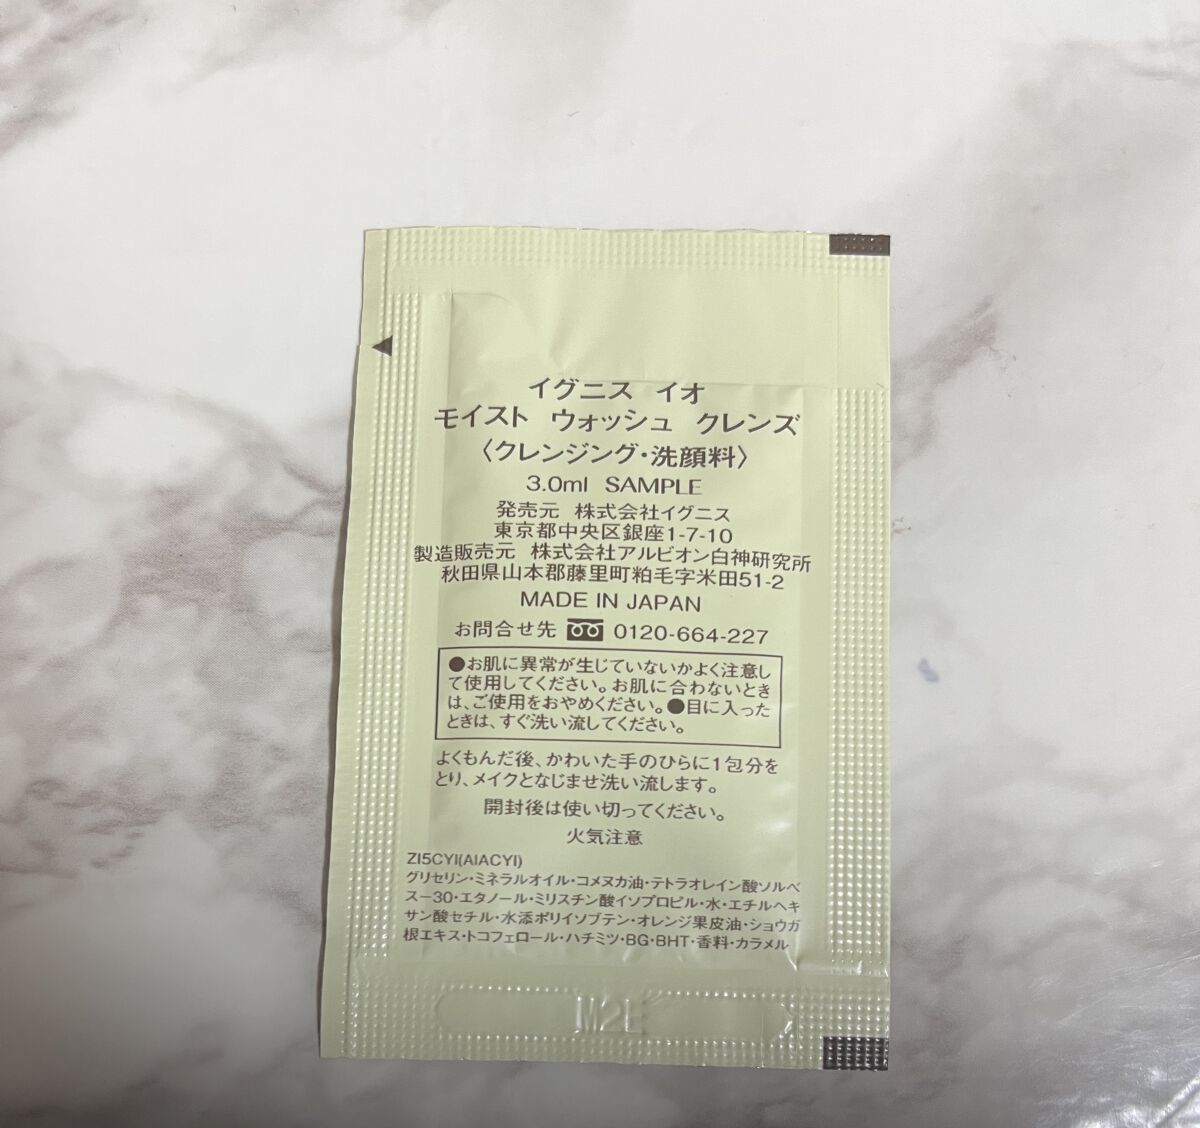 イグニス イオ
モイスト ウォッシュ クレンズ
〈クレンジング・洗顔料〉
3.0ml SAMPLE
発売元 株式会社イグニス
東京都中央区銀座1-7-10
製造販売元 株式会社アルビオン白神研究所
秋田県山本郡藤里町粕毛字米田51-2
MADE IN JAPAN
お問合せ先 0120-664-227
●お肌に異常が生じていないかよく注意し
て使用してください。お肌に合わないとき
は、ご使用をおやめください。●目に入った
ときは、すぐ洗い流してください。
よくもんだ後、かわいた手のひらに1包分を
とり、メイクとなじませ洗い流します。
開封後は使い切ってください。
火気注意
ZI5CYI(AIACYI)
グリセリン・ミネラルオイル・コメヌカ油・テトラオレイン酸ソルベ
ス−30・エタノール・ミリスチン酸イソプロピル・水・エチルヘキ
サン酸セチル・水添ポリイソブテン・オレンジ果皮油・ショウガ
根エキス・トコフェロール・ハチミツ・BG・BHT・香料・カラメル